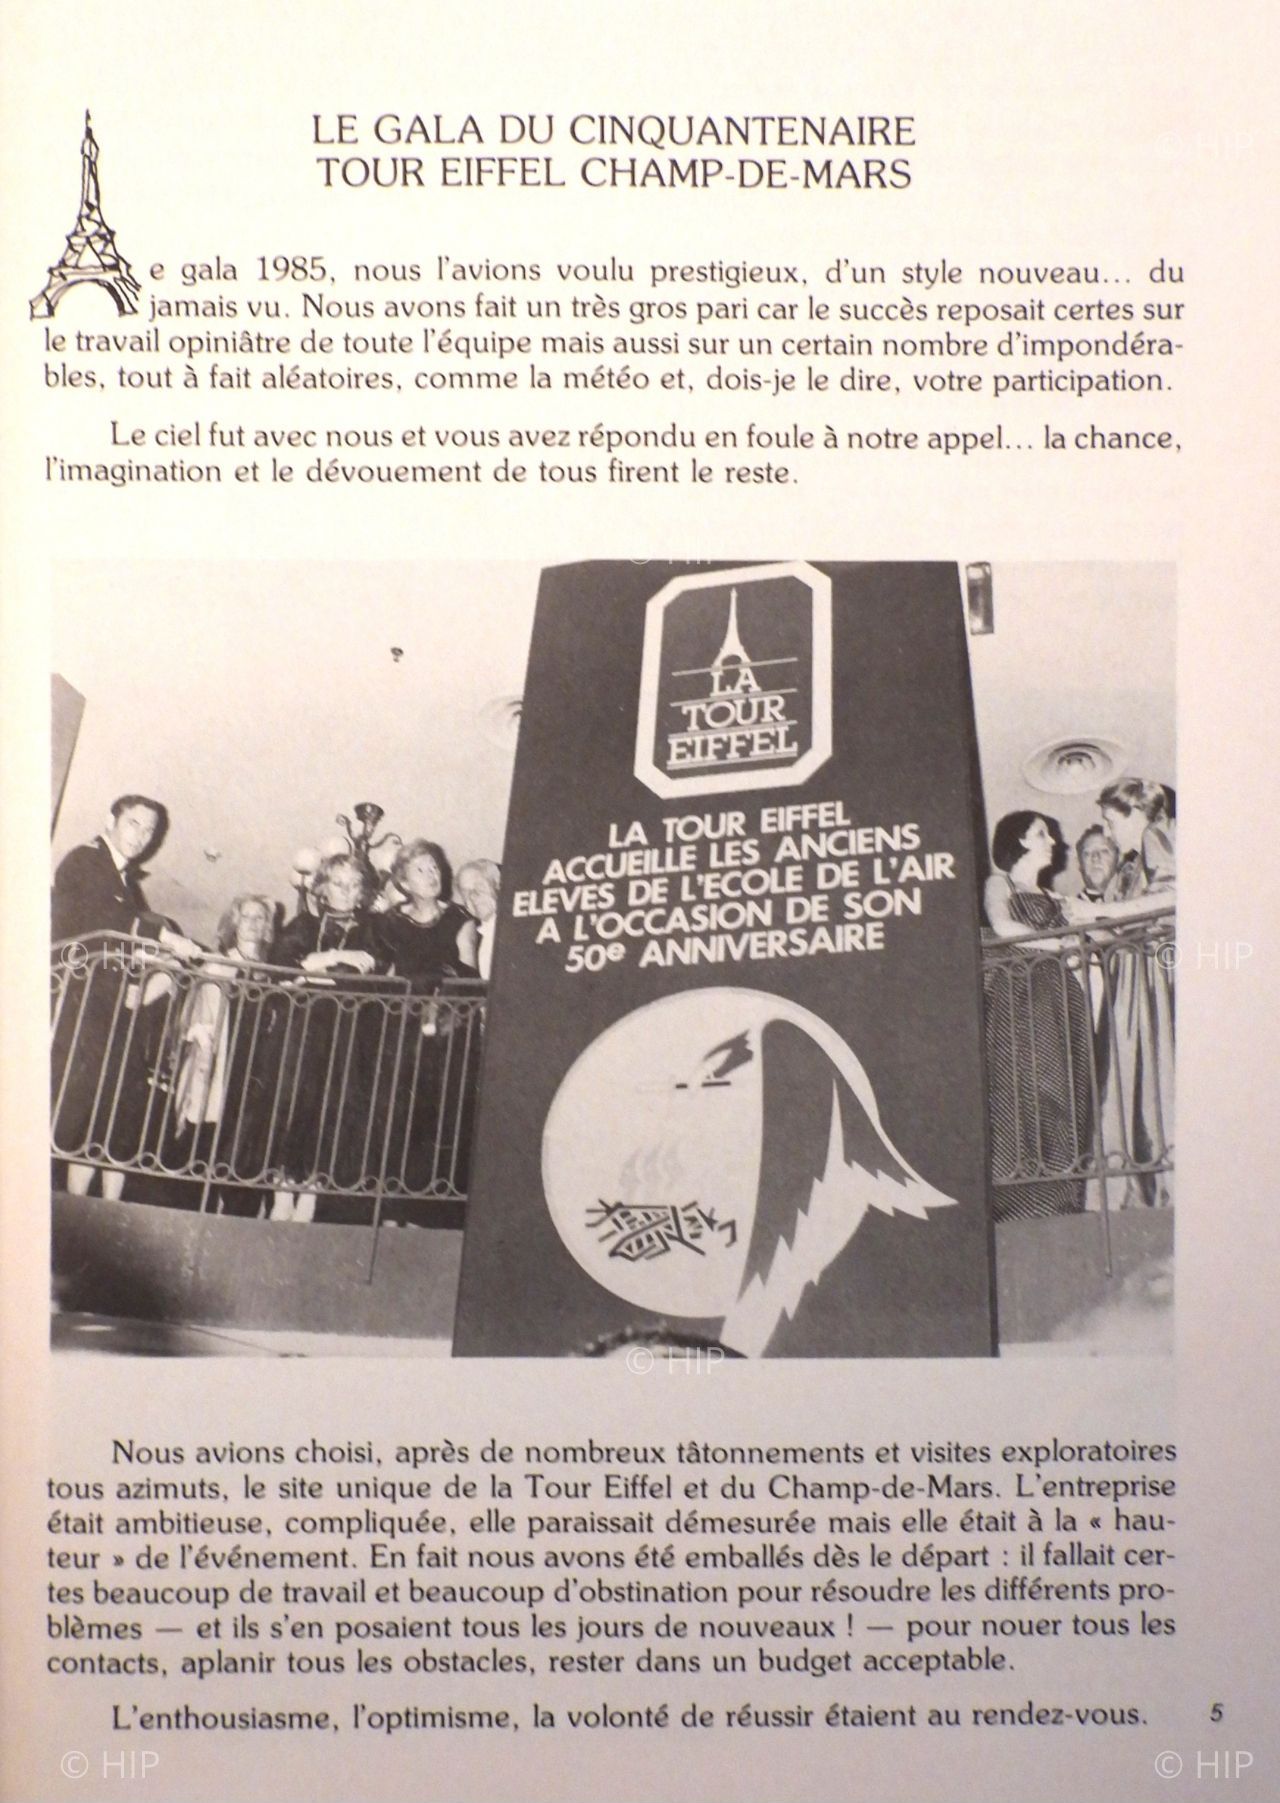 LE GALA DU CINQUANTENAIRE
TOUR EIFFEL CHAMP-DE-MARS
e gala 1985, nous l'avions voulu prestigieux, d'un style nouveau... du
jamais vu. Nous avons fait un très gros pari car le succès reposait certes sur
le travail opiniâtre de toute l'équipe mais aussi sur un certain nombre d'impondéra-
bles, tout à fait aléatoires, comme la météo et, dois-je le dire, votre participation.
Le ciel fut avec nous et vous avez répondu en foule à notre appel... la chance,
l'imagination et le dévouement de tous firent le reste.
LA
TOUR
EIFFEL
LA TOUR EIFFEL
ACCUEILLE LES ANCIENS
ELEVES DE L'ECOLE DE L'AIR
A L'OCCASION DE SON
50e ANNIVERSAIRE
Nous avions choisi, après de nombreux tâtonnements et visites exploratoires
tous azimuts, le site unique de la Tour Eiffel et du Champ-de-Mars. L'entreprise
était ambitieuse, compliquée, elle paraissait démesurée mais elle était à la « hau-
teur » de l'événement. En fait nous avons été emballés dès le départ : il fallait cer-
tes beaucoup de travail et beaucoup d'obstination pour résoudre les différents pro-
blèmes — et ils s'en posaient tous les jours de nouveaux ! — pour nouer tous les
contacts, aplanir tous les obstacles, rester dans un budget acceptable.
L'enthousiasme, l'optimisme, la volonté de réussir étaient au rendez-vous.
5
© HIP
© HIP
© HIP
© HIP
© HIP
© HIP
© HIP